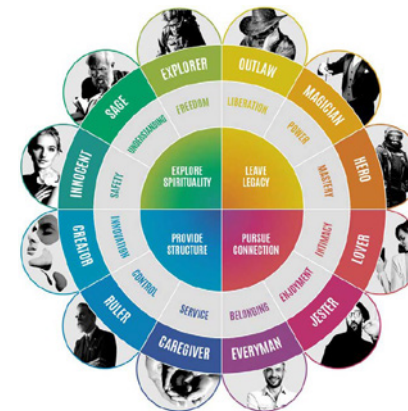 EXPLORER
OUTLAW
MAGICIAN
HERO
LOVER
JESTER
EVERYMAN
CAREGIVER
RULER
CREATOR
INNOCENT
SAGE
FREEDOM
LIBERATION
POWER
MASTERY
INTIMACY
ENJOYMENT
BELONGING
SERVICE
CONTROL
INNOVATION
SAFETY
UNDERSTANDING
EXPLORE
SPIRITUALITY
LEAVE
LEGACY
PROVIDE
STRUCTURE
PURSUE
CONNECTION